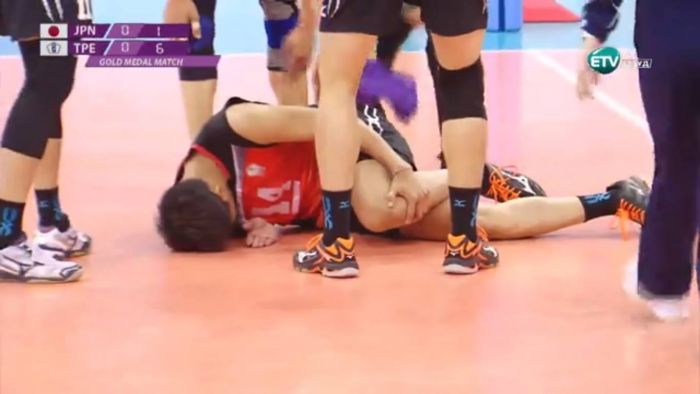 JPN 0 1
TPE 0 6
GOLD MEDAL MATCH
ETV
14